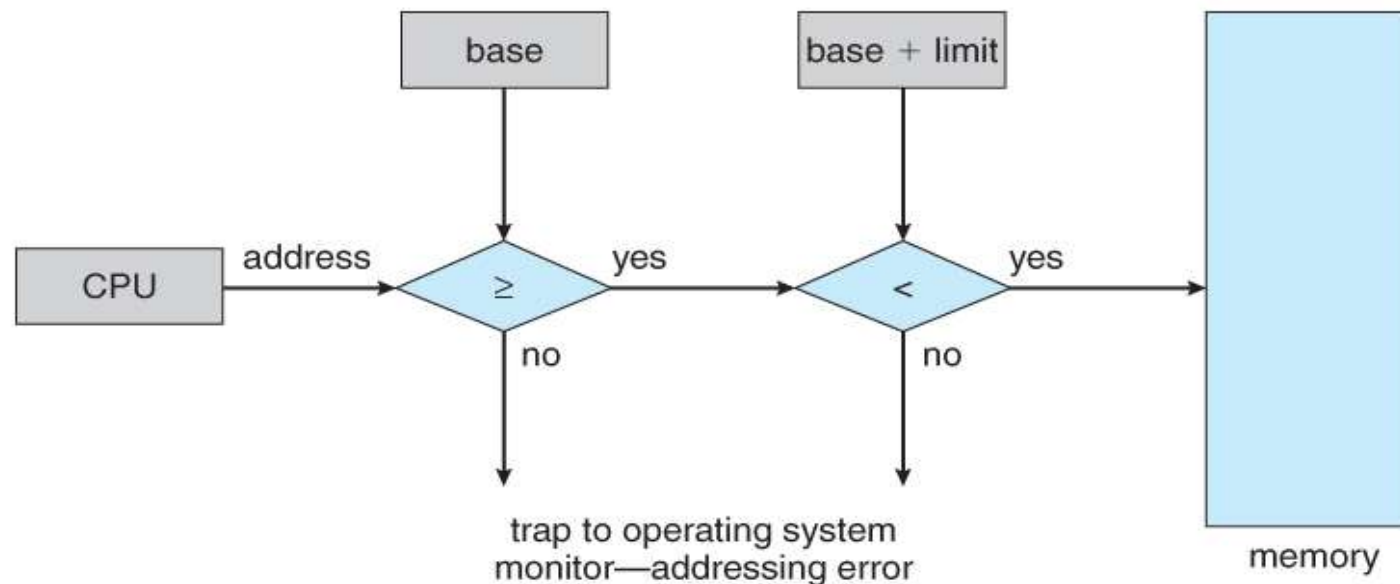 base
base + limit
CPU
address
≥
yes
<
yes
no
no
trap to operating system
monitor—addressing error
memory